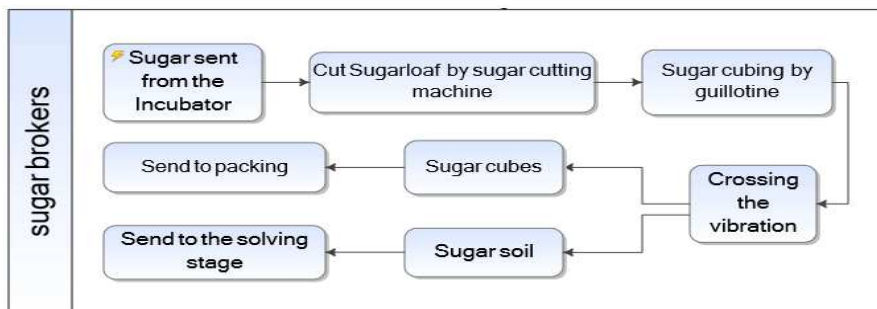 sugar brokers
Sugar sent
from the
Incubator
Cut Sugarloaf by sugar cutting
machine
Sugar cubing by
guillotine
Crossing
the
vibration
Sugar cubes
Send to packing
Sugar soil
Send to the solving
stage